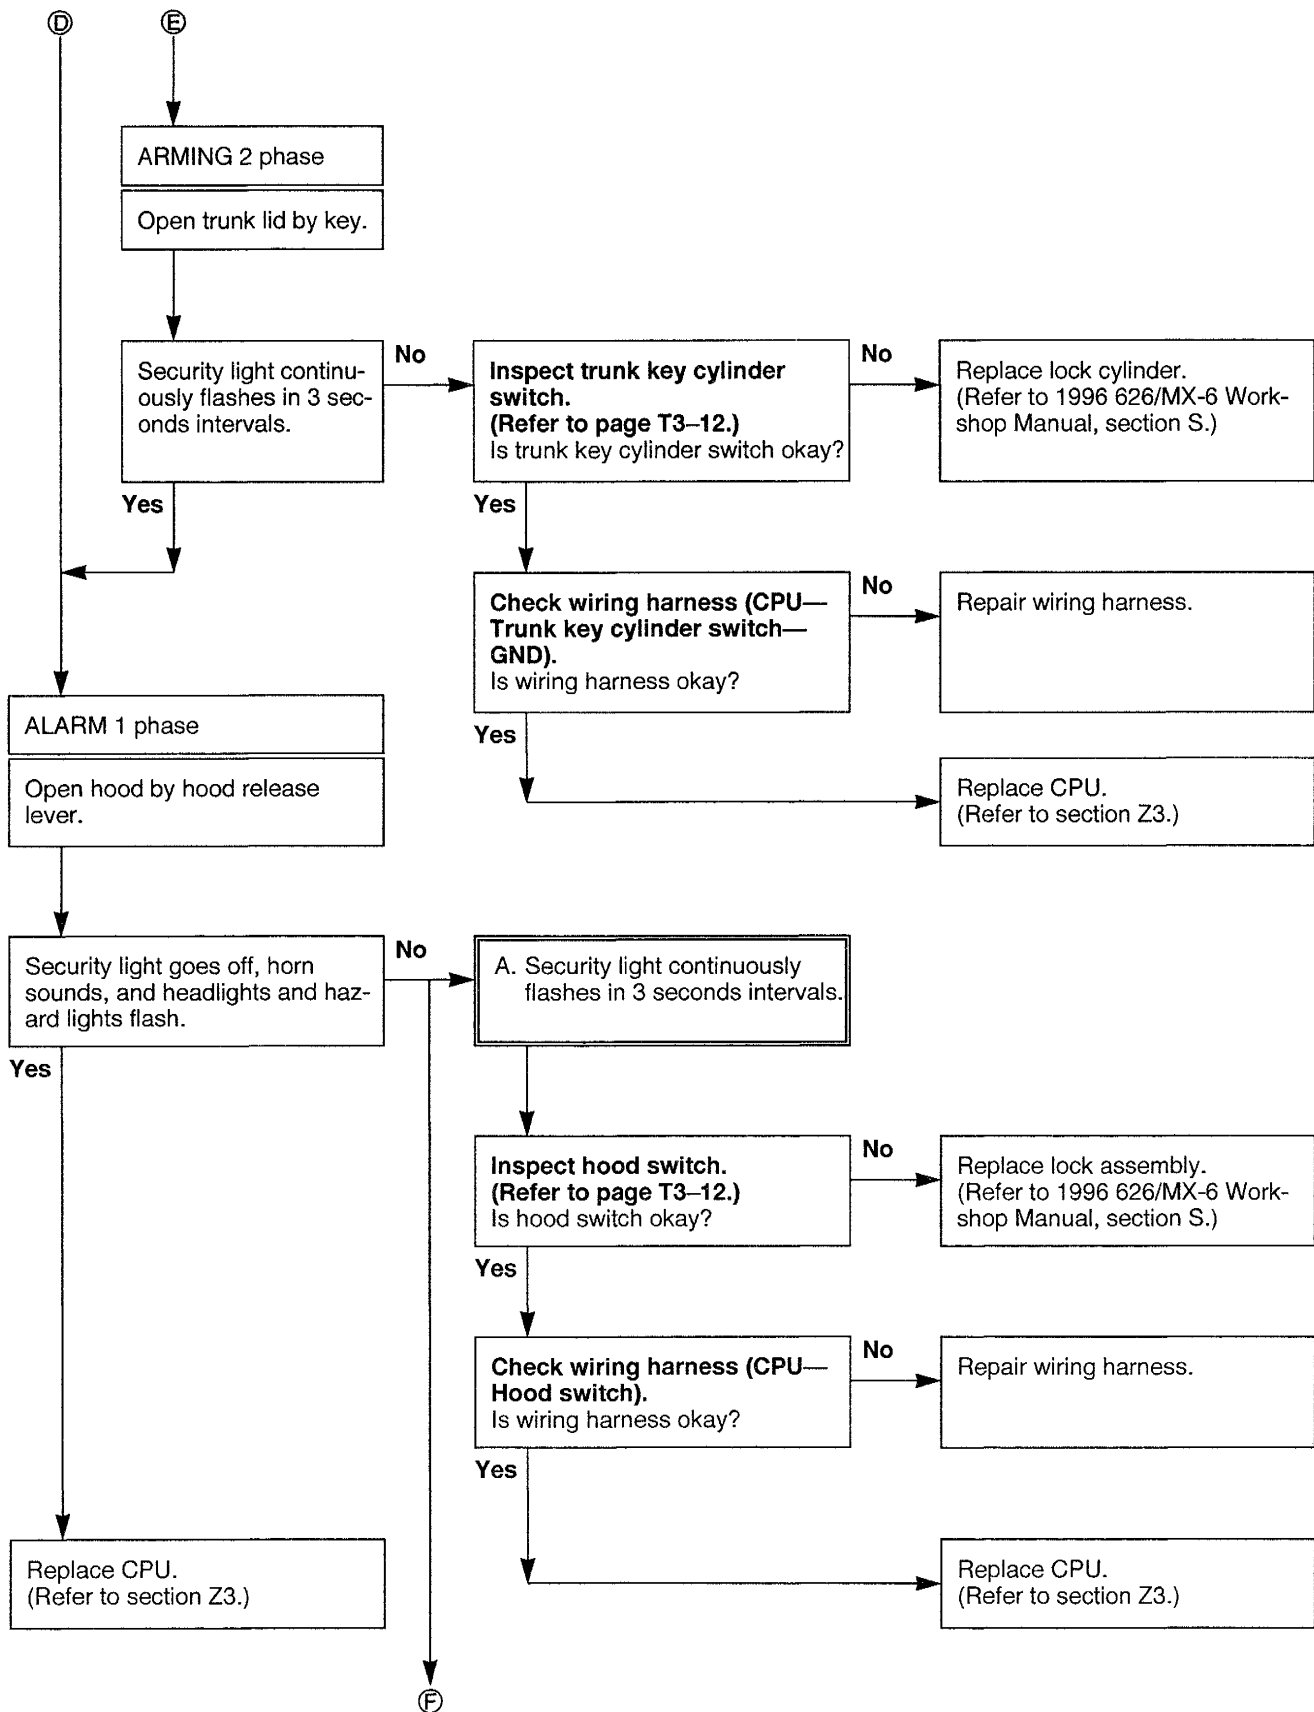 D
E
ARMING 2 phase
Open trunk lid by key.
Security light continu-
ously flashes in 3 sec-
onds intervals.
No
Inspect trunk key cylinder
switch.
(Refer to page T3–12.)
Is trunk key cylinder switch okay?
No
Replace lock cylinder.
(Refer to 1996 626/MX-6 Work-
shop Manual, section S.)
Yes
Yes
Check wiring harness (CPU—
Trunk key cylinder switch—
GND).
Is wiring harness okay?
No
Repair wiring harness.
Yes
Replace CPU.
(Refer to section Z3.)
ALARM 1 phase
Open hood by hood release
lever.
Security light goes off, horn
sounds, and headlights and haz-
ard lights flash.
No
A. Security light continuously
flashes in 3 seconds intervals.
Yes
Inspect hood switch.
(Refer to page T3–12.)
Is hood switch okay?
No
Replace lock assembly.
(Refer to 1996 626/MX-6 Work-
shop Manual, section S.)
Yes
Check wiring harness (CPU—
Hood switch).
Is wiring harness okay?
No
Repair wiring harness.
Yes
Replace CPU.
(Refer to section Z3.)
Replace CPU.
(Refer to section Z3.)
F